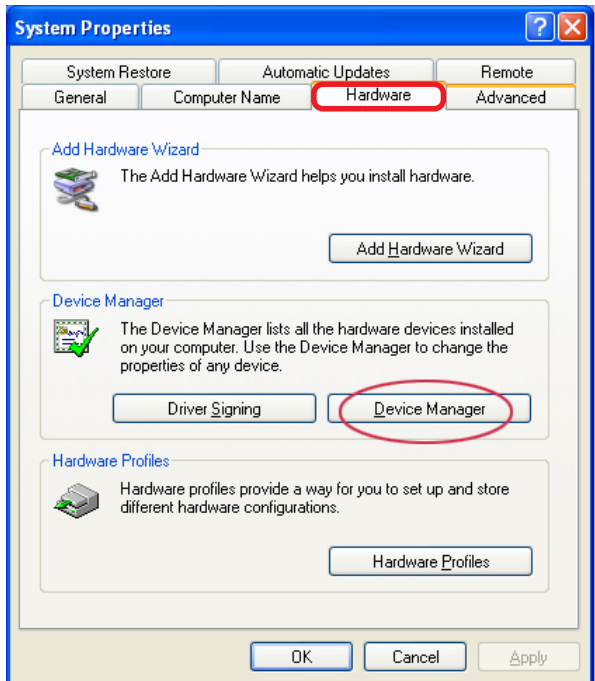 System Properties
System Restore Automatic Updates Remote
General Computer Name Hardware Advanced
Add Hardware Wizard
The Add Hardware Wizard helps you install hardware.
Add Hardware Wizard
Device Manager
The Device Manager lists all the hardware devices installed
on your computer. Use the Device Manager to change the
properties of any device.
Driver Signing Device Manager
Hardware Profiles
Hardware profiles provide a way for you to set up and store
different hardware configurations.
Hardware Profiles
OK Cancel Apply